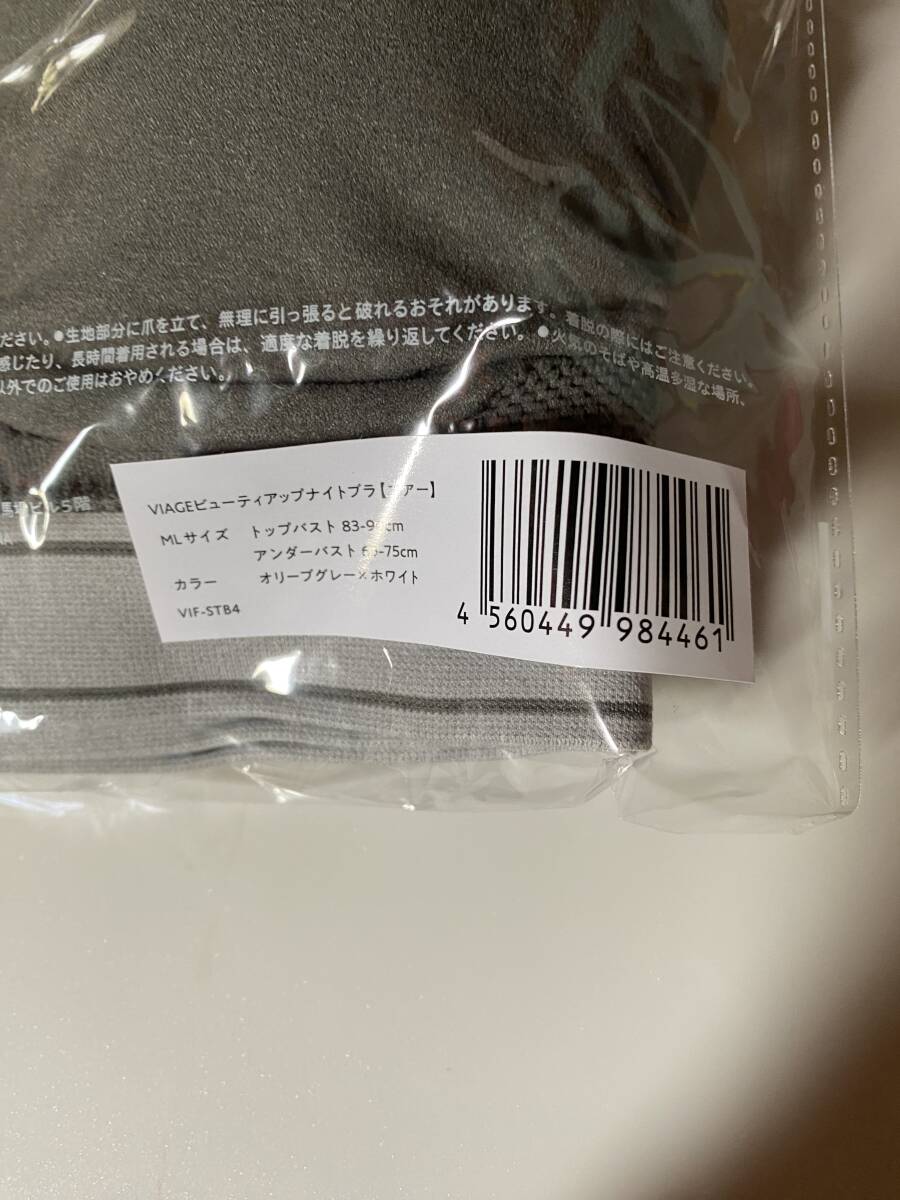 ださい。●生地部分に爪を立て、無理に引っ張ると破れるおそれがあります。着脱の際にはご注意ください。
感じたり、長時間着用される場合は、適度な着脱を繰り返してください。●火気のそばや高温多湿な場所、
以外でのご使用はおやめください。
VIAGEビューティアップナイトブラ
MLサイズ トップバスト 83-
アンダーバスト -75cm
カラー オリーブグレー×ホワイト
VIF-STB4
4 560449 984461